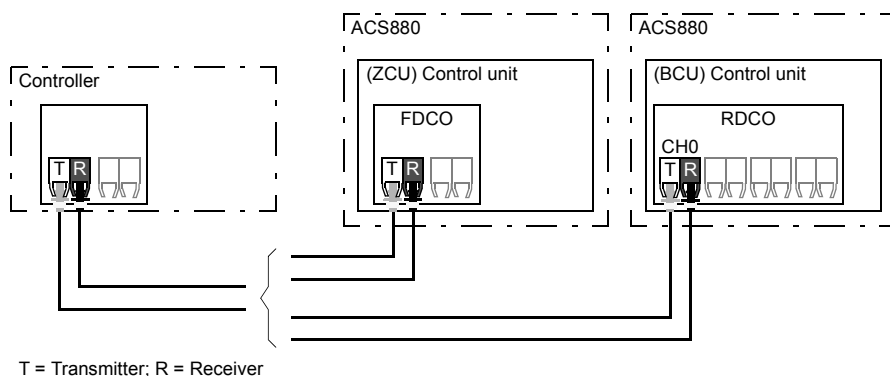 ACS880
ACS880
Controller
(ZCU) Control unit
(BCU) Control unit
FDCO
RDCO
CH0
T R
T R
T R
T = Transmitter; R = Receiver